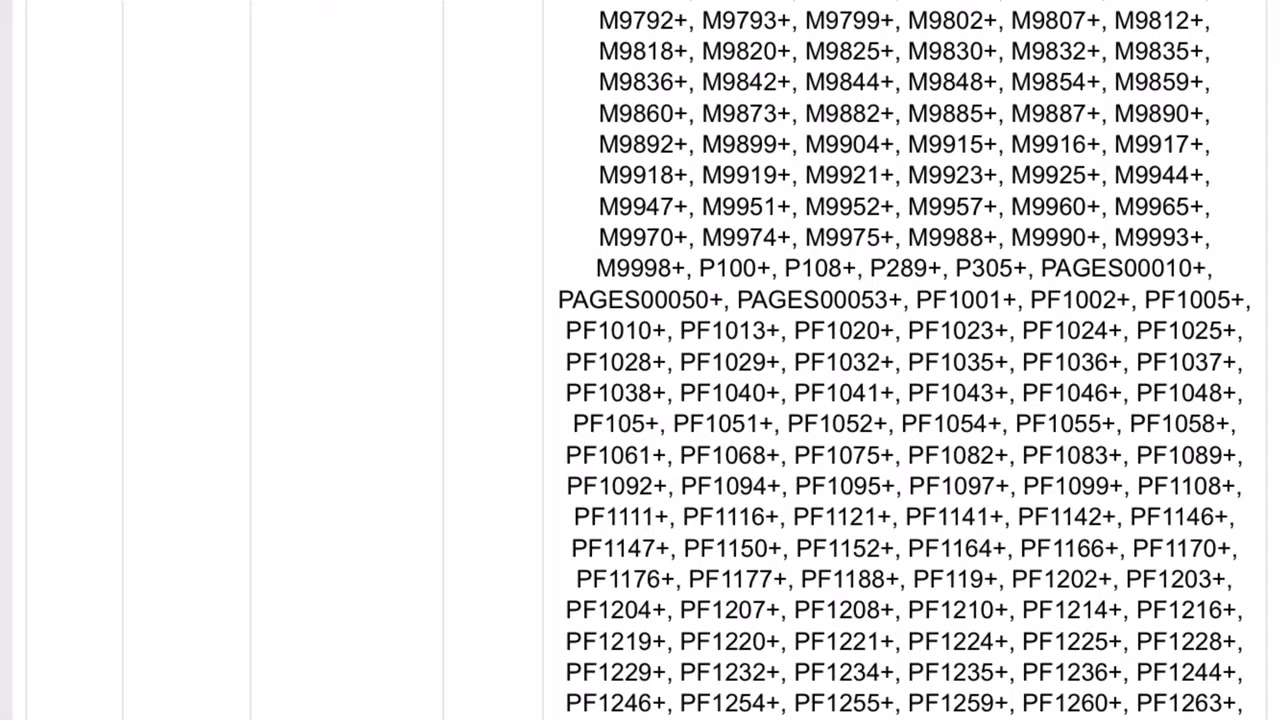 M9792+, M9793+, M9799+, M9802+, M9807+, M9812+,
M9818+, M9820+, M9825+, M9830+, M9832+, M9835+,
M9836+, M9842+, M9844+, M9848+, M9854+, M9859+,
M9860+, M9873+, M9882+, M9885+, M9887+, M9890+,
M9892+, M9899+, M9904+, M9915+, M9916+, M9917+,
M9918+, M9919+, M9921+, M9923+, M9925+, M9944+,
M9947+, M9951+, M9952+, M9957+, M9960+, M9965+,
M9970+, M9974+, M9975+, M9988+, M9990+, M9993+,
M9998+, P100+, P108+, P289+, P305+, PAGES00010+,
PAGES00050+, PAGES00053+, PF1001+, PF1002+, PF1005+,
PF1010+, PF1013+, PF1020+, PF1023+, PF1024+, PF1025+,
PF1028+, PF1029+, PF1032+, PF1035+, PF1036+, PF1037+,
PF1038+, PF1040+, PF1041+, PF1043+, PF1046+, PF1048+,
PF105+, PF1051+, PF1052+, PF1054+, PF1055+, PF1058+,
PF1061+, PF1068+, PF1075+, PF1082+, PF1083+, PF1089+,
PF1092+, PF1094+, PF1095+, PF1097+, PF1099+, PF1108+,
PF1111+, PF1116+, PF1121+, PF1141+, PF1142+, PF1146+,
PF1147+, PF1150+, PF1152+, PF1164+, PF1166+, PF1170+,
PF1176+, PF1177+, PF1188+, PF119+, PF1202+, PF1203+,
PF1204+, PF1207+, PF1208+, PF1210+, PF1214+, PF1216+,
PF1219+, PF1220+, PF1221+, PF1224+, PF1225+, PF1228+,
PF1229+, PF1232+, PF1234+, PF1235+, PF1236+, PF1244+,
PF1246+, PF1254+, PF1255+, PF1259+, PF1260+, PF1263+,